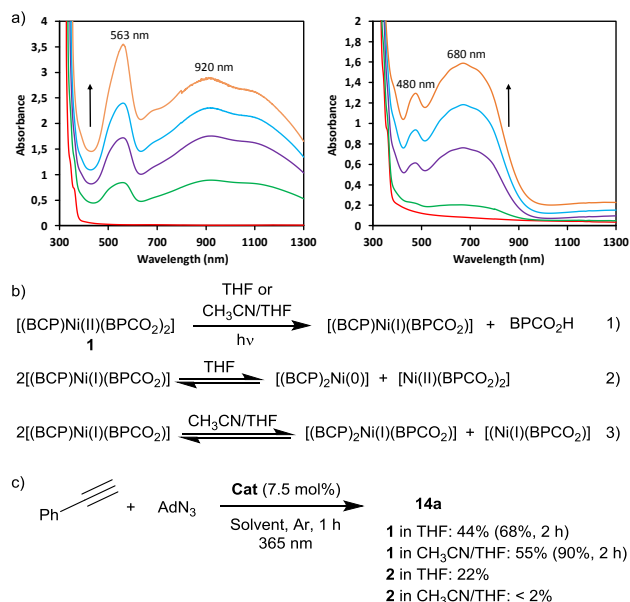 a)
4
3,5
3
2,5
2
1,5
1
0,5
0
Absorbance
563 nm
920 nm
300 500 700 900 1100 1300
Wavelength (nm)
2
1,8
1,6
1,4
1,2
1
0,8
0,6
0,4
0,2
0
Absorbance
480 nm
680 nm
300 500 700 900 1100 1300
Wavelength (nm)
b)
[(BCP)Ni(II)(BPCO₂)₂]
1
THF or
CH₃CN/THF
hν
[(BCP)Ni(I)(BPCO₂)] + BPCO₂H 1)
2[(BCP)Ni(I)(BPCO₂)]
THF
[(BCP)₂Ni(0)] + [Ni(II)(BPCO₂)₂] 2)
2[(BCP)Ni(I)(BPCO₂)]
CH₃CN/THF
[(BCP)₂Ni(I)(BPCO₂)] + [(Ni(I)(BPCO₂)] 3)
c)
Ph
+ AdN₃
Cat (7.5 mol%)
Solvent, Ar, 1 h
365 nm
14a
1 in THF: 44% (68%, 2 h)
1 in CH₃CN/THF: 55% (90%, 2 h)
2 in THF: 22%
2 in CH₃CN/THF: < 2%